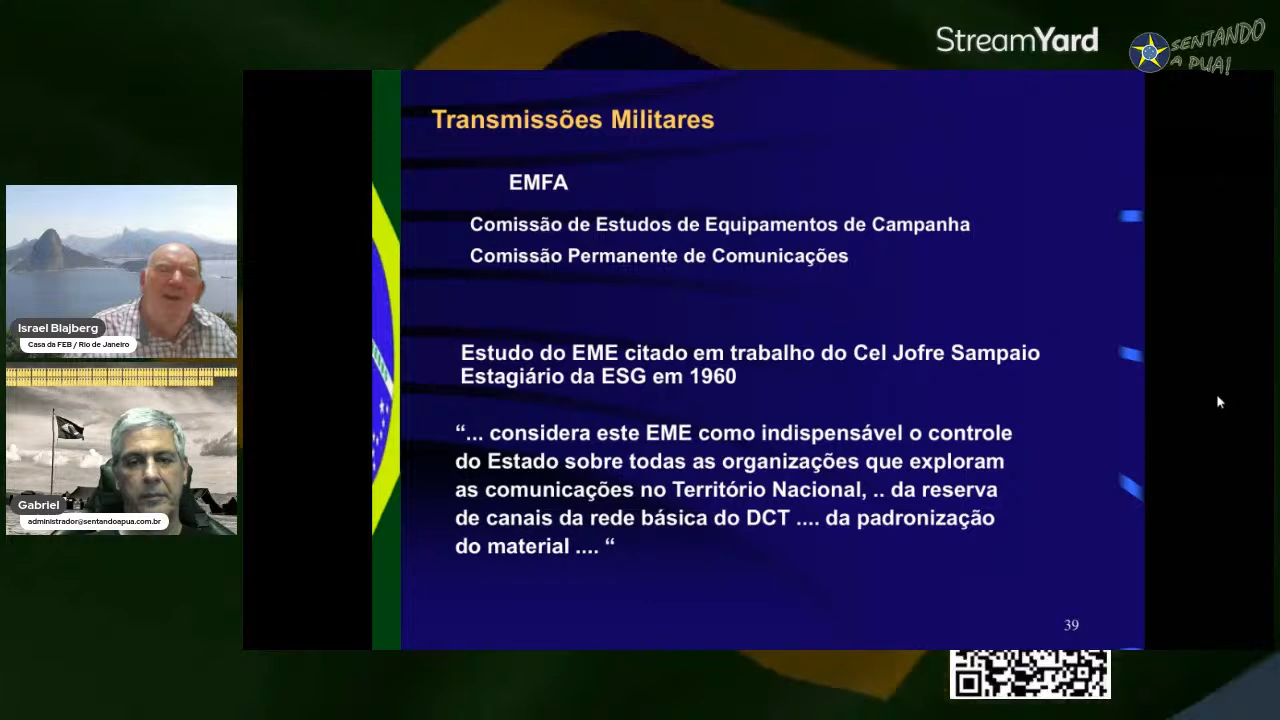 StreamYard
SENTANDO
A PUA!
Transmissões Militares
EMFA
Comissão de Estudos de Equipamentos de Campanha
Comissão Permanente de Comunicações
Estudo do EME citado em trabalho do Cel Jofre Sampaio
Estagiário da ESG em 1960
“... considera este EME como indispensável o controle
do Estado sobre todas as organizações que exploram
as comunicações no Território Nacional, .. da reserva
de canais da rede básica do DCT .... da padronização
do material .... “
39
Israel Blajberg
Casa da FEB / Rio de Janeiro
Gabriel
administrador@sentandoapua.com.br